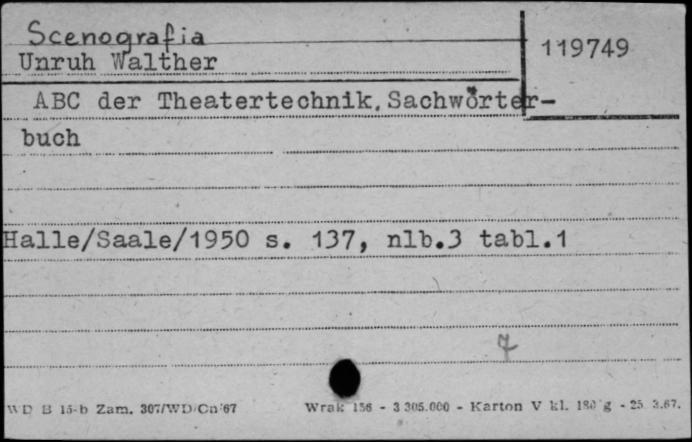 Scenografia
119749
Unruh Walther
ABC der Theatertechnik. Sachwörter-
buch
Halle/Saale/1950 s. 137, nlb.3 tabl.1
7
WD B 15-b Zam. 307/WD/Cn/67 Wrak 156 - 3 305.000 - Karton V kl. 180 g - 25. 3.67.